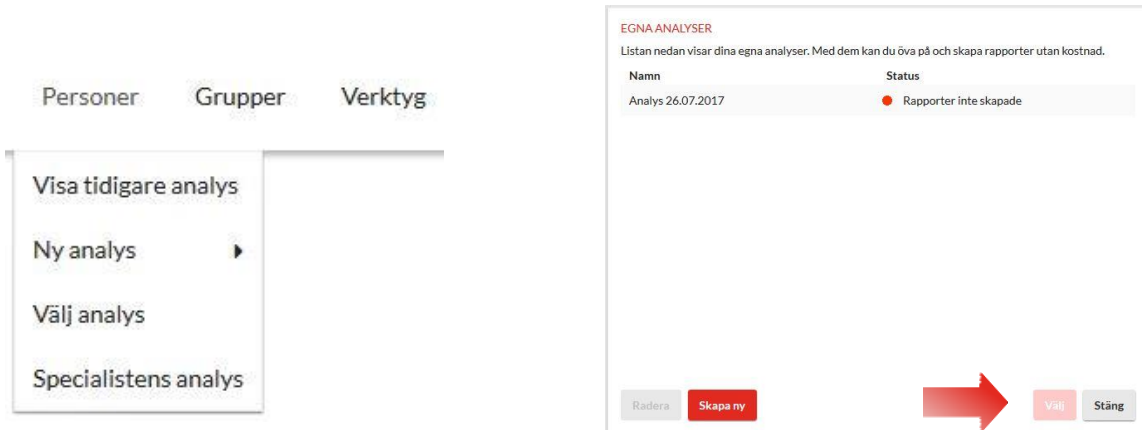 Personer Grupper Verktyg
Visa tidigare analys
Ny analys
Välj analys
Specialistens analys
EGNA ANALYSER
Listan nedan visar dina egna analyser. Med dem kan du öva på och skapa rapporter utan kostnad.
Namn Status
Analys 26.07.2017 Rapporter inte skapade
Radera Skapa ny Välj Stäng